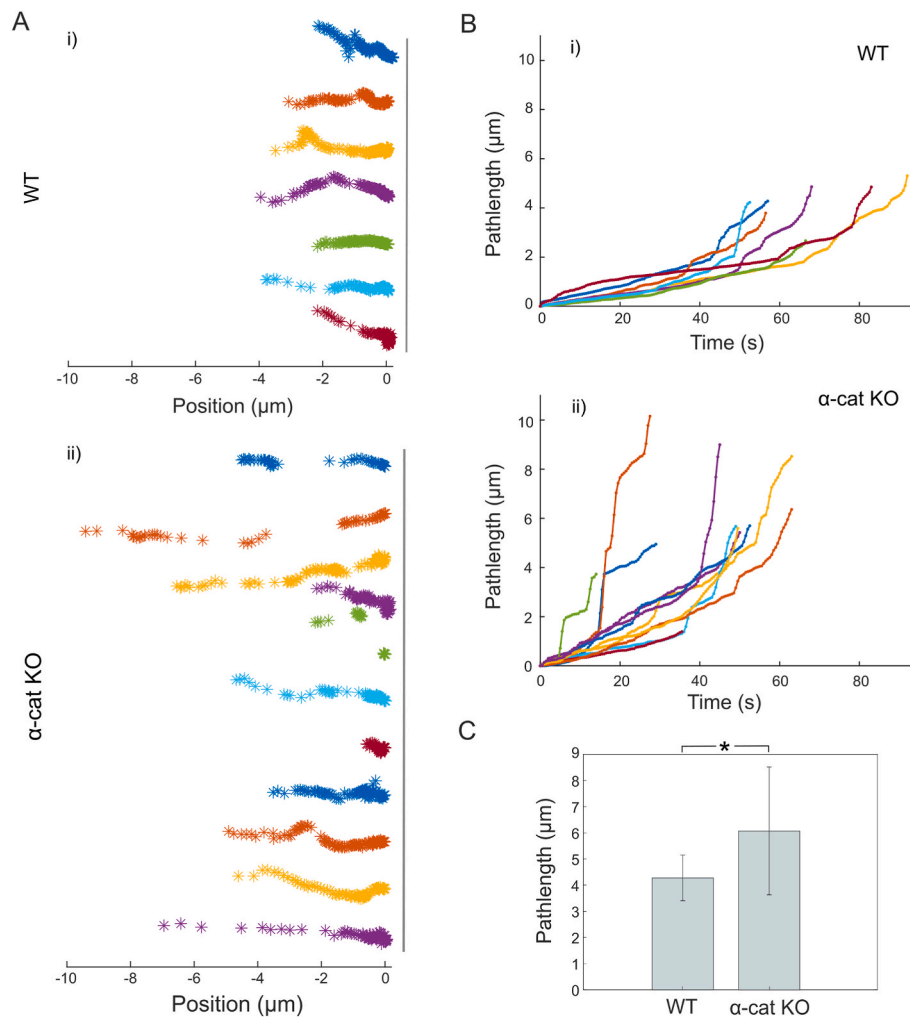 A
i)
WT
-10 -8 -6 -4 -2 0
Position (µm)
ii)
α-cat KO
-10 -8 -6 -4 -2 0
Position (µm)
B
i)
WT
10
8
6
4
2
0
Pathlength (µm)
0 20 40 60 80
Time (s)
ii)
α-cat KO
10
8
6
4
2
0
Pathlength (µm)
0 20 40 60 80
Time (s)
C
*
9
8
7
6
5
4
3
2
1
0
Pathlength (µm)
WT α-cat KO